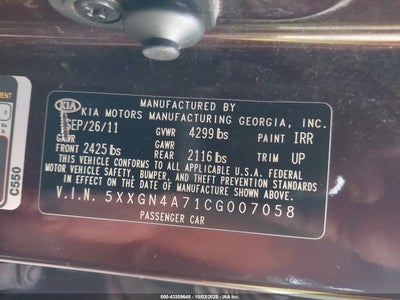 MANUFACTURED BY
KIA KIA MOTORS MANUFACTURING GEORGIA, INC.
SEP/26/11 GVWR 4299 lbs PAINT IRR
GAWR GAWR
FRONT 2425 lbs REAR 2116 lbs TRIM UP
THIS VEHICLE CONFORMS TO ALL APPLICABLE U.S.A. FEDERAL
MOTOR VEHICLE SAFETY, BUMPER, AND THEFT PREVENTION STANDARDS
IN EFFECT ON THE DATE OF MANUFACTURE SHOWN ABOVE.
V.I.N. 5XXGN4A71CG007058
PASSENGER CAR
C550
© 000-43359648 - 10/03/2025 - IAA Inc.